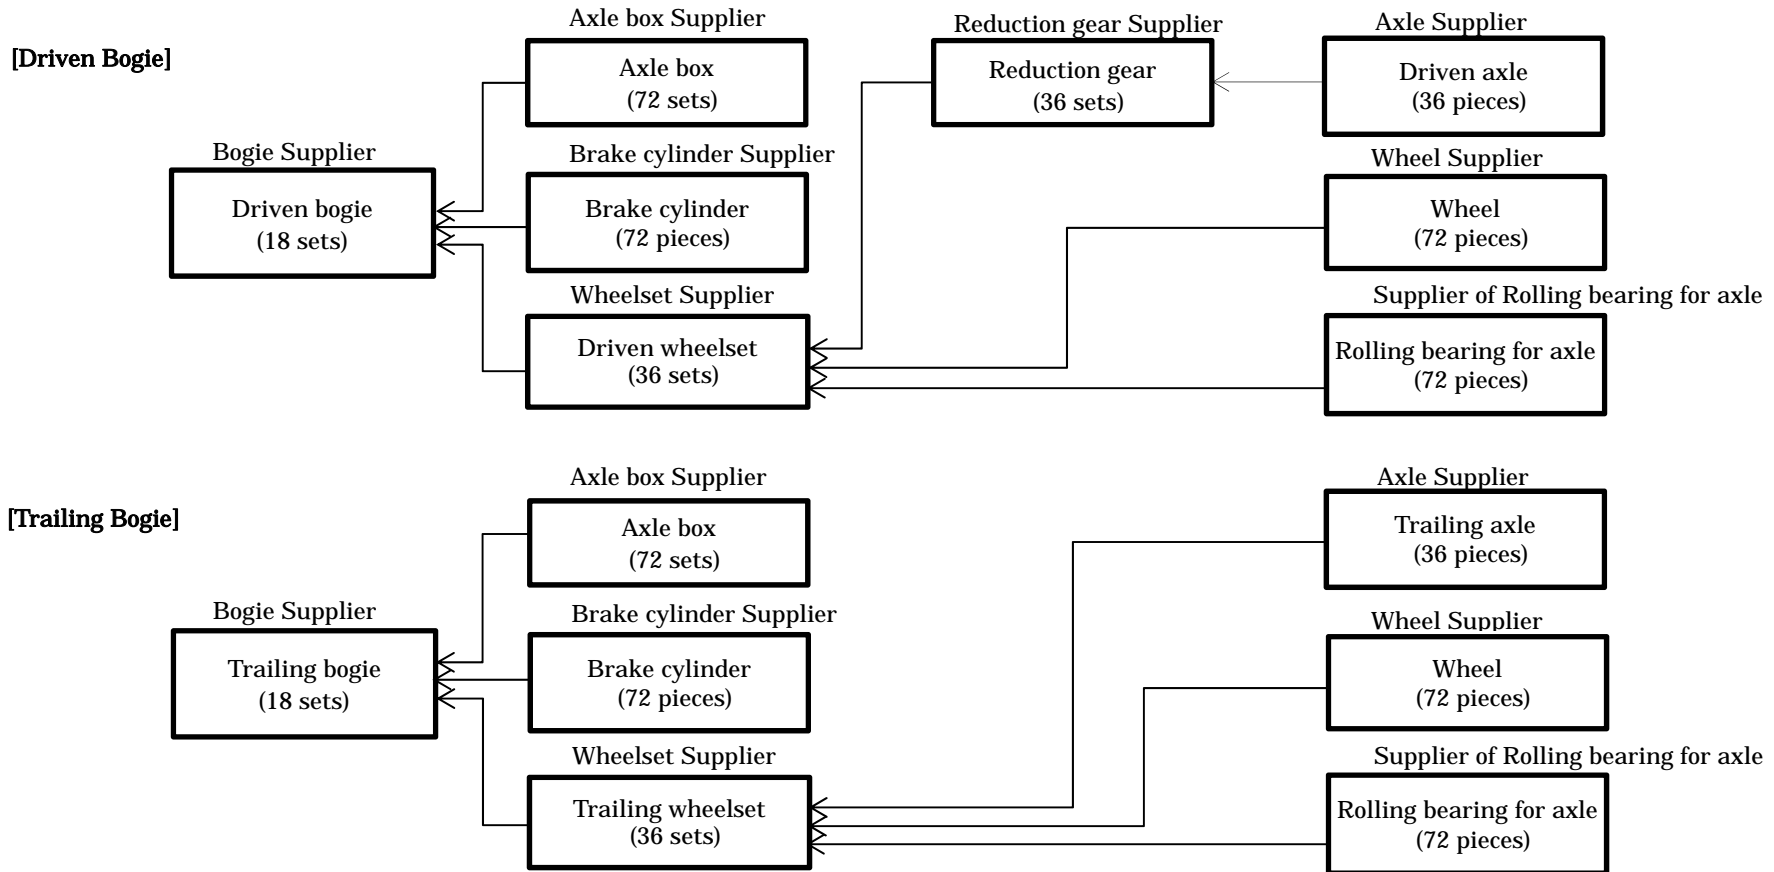 [Driven Bogie]
Axle box Supplier
Axle box
(72 sets)
Reduction gear Supplier
Reduction gear
(36 sets)
Axle Supplier
Driven axle
(36 pieces)
Bogie Supplier
Driven bogie
(18 sets)
Brake cylinder Supplier
Brake cylinder
(72 pieces)
Wheel Supplier
Wheel
(72 pieces)
Wheelset Supplier
Driven wheelset
(36 sets)
Supplier of Rolling bearing for axle
Rolling bearing for axle
(72 pieces)
[Trailing Bogie]
Axle box Supplier
Axle box
(72 sets)
Axle Supplier
Trailing axle
(36 pieces)
Bogie Supplier
Trailing bogie
(18 sets)
Brake cylinder Supplier
Brake cylinder
(72 pieces)
Wheel Supplier
Wheel
(72 pieces)
Wheelset Supplier
Trailing wheelset
(36 sets)
Supplier of Rolling bearing for axle
Rolling bearing for axle
(72 pieces)